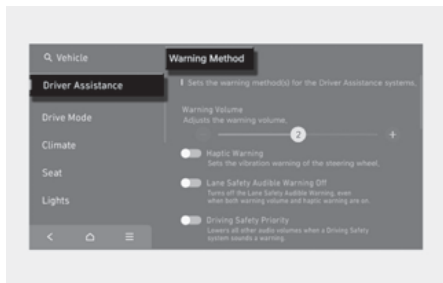 Vehicle
Warning Method
Driver Assistance
Sets the warning method(s) for the Driver Assistance systems.
Drive Mode
Warning Volume
Adjusts the warning volume.
2
+
Climate
Haptic Warning
Sets the vibration warning of the steering wheel.
Seat
Lane Safety Audible Warning Off
Turns off the Lane Safety Audible Warning, even
when both warning volume and haptic warning are on
Lights
Driving Safety Priority
Lowers all other audio volumes when a Driving Safety
system sounds a warning.